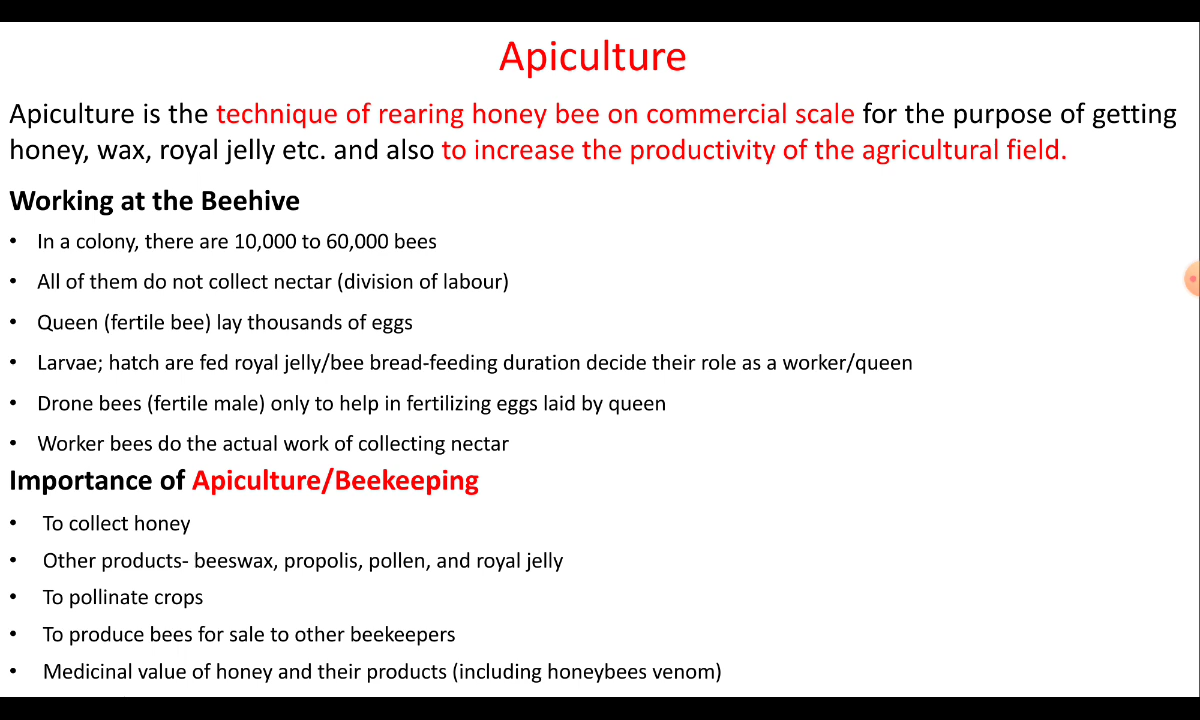 Apiculture
Apiculture is the technique of rearing honey bee on commercial scale for the purpose of getting
honey, wax, royal jelly etc. and also to increase the productivity of the agricultural field.
Working at the Beehive
• In a colony, there are 10,000 to 60,000 bees
• All of them do not collect nectar (division of labour)
• Queen (fertile bee) lay thousands of eggs
• Larvae; hatch are fed royal jelly/bee bread-feeding duration decide their role as a worker/queen
• Drone bees (fertile male) only to help in fertilizing eggs laid by queen
• Worker bees do the actual work of collecting nectar
Importance of Apiculture/Beekeeping
• To collect honey
• Other products- beeswax, propolis, pollen, and royal jelly
• To pollinate crops
• To produce bees for sale to other beekeepers
• Medicinal value of honey and their products (including honeybees venom)